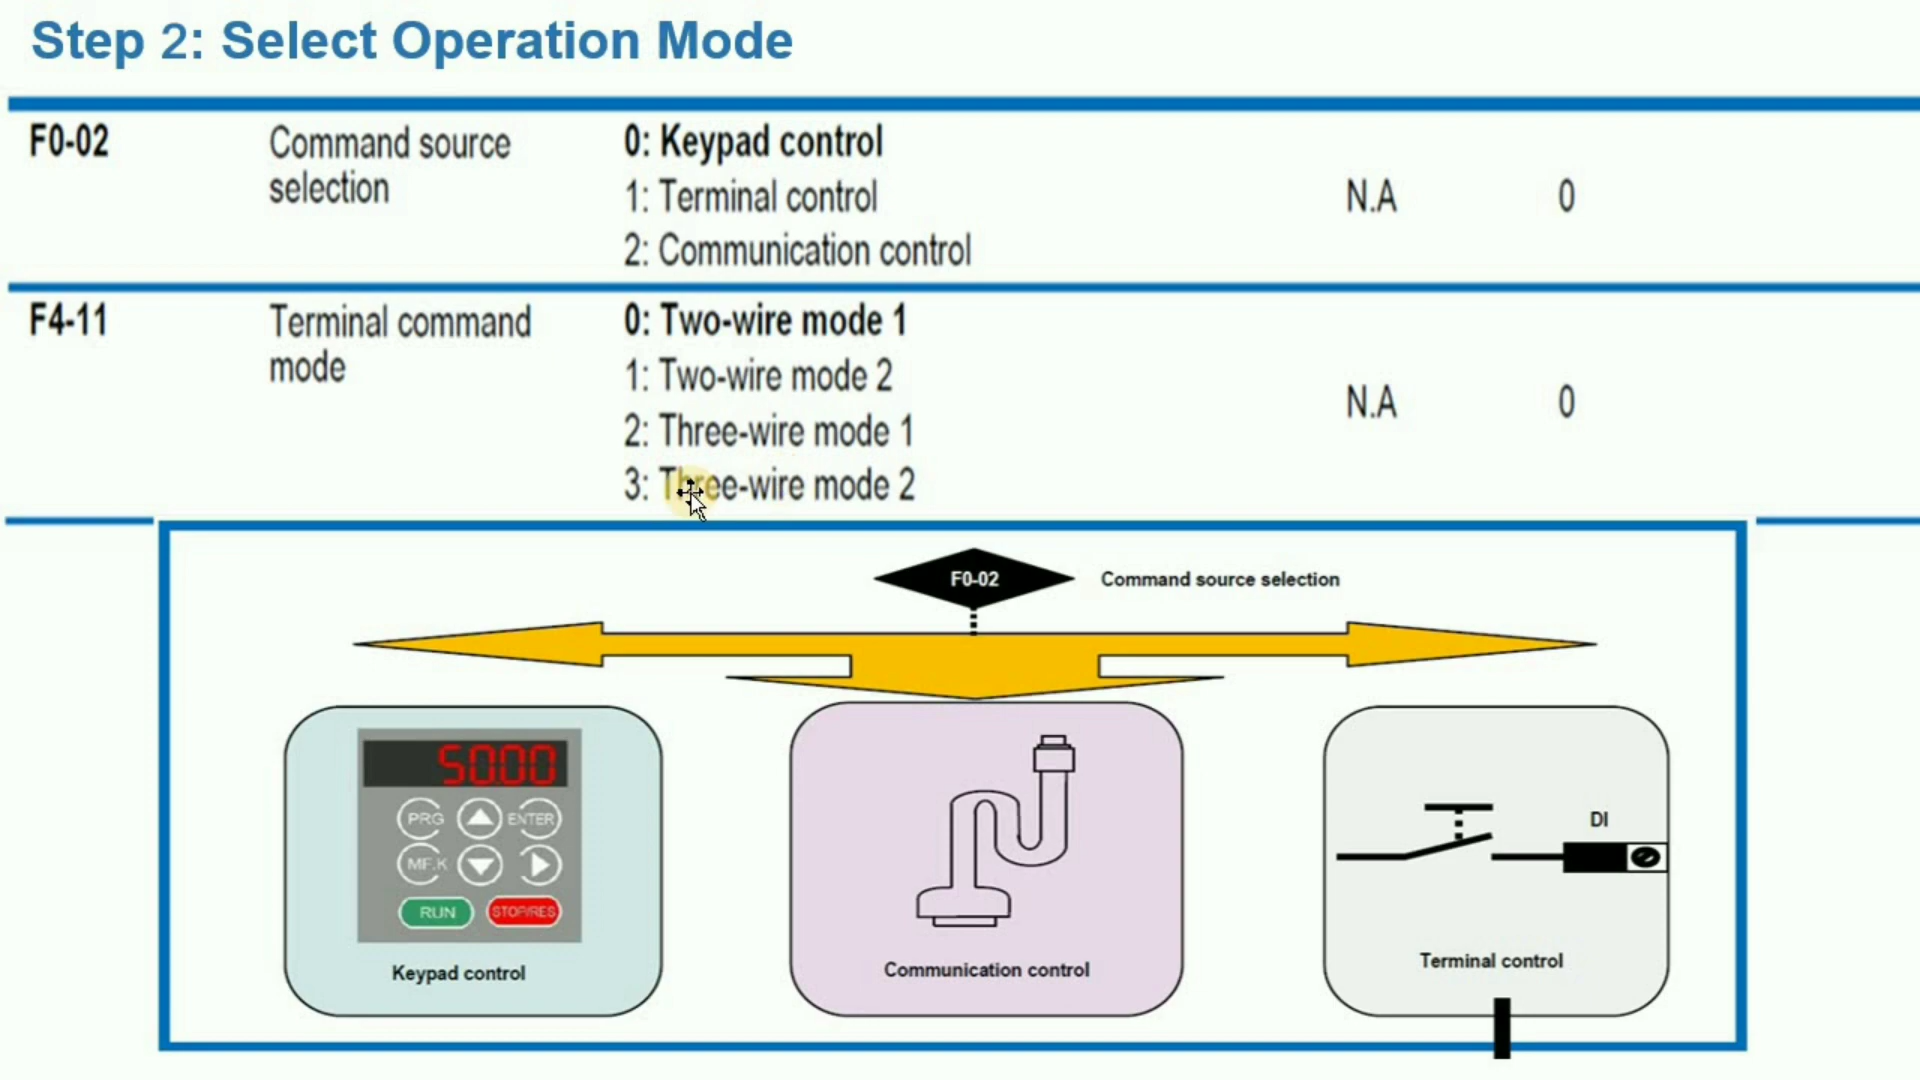 Step 2: Select Operation Mode
F0-02 Command source selection 0: Keypad control
1: Terminal control N.A 0
2: Communication control
F4-11 Terminal command mode 0: Two-wire mode 1
1: Two-wire mode 2
N.A 0
2: Three-wire mode 1
3: Three-wire mode 2
F0-02 Command source selection
50.00
PRG ENTER
MF.K
RUN STOP/RES
Keypad control
Communication control
DI
Terminal control